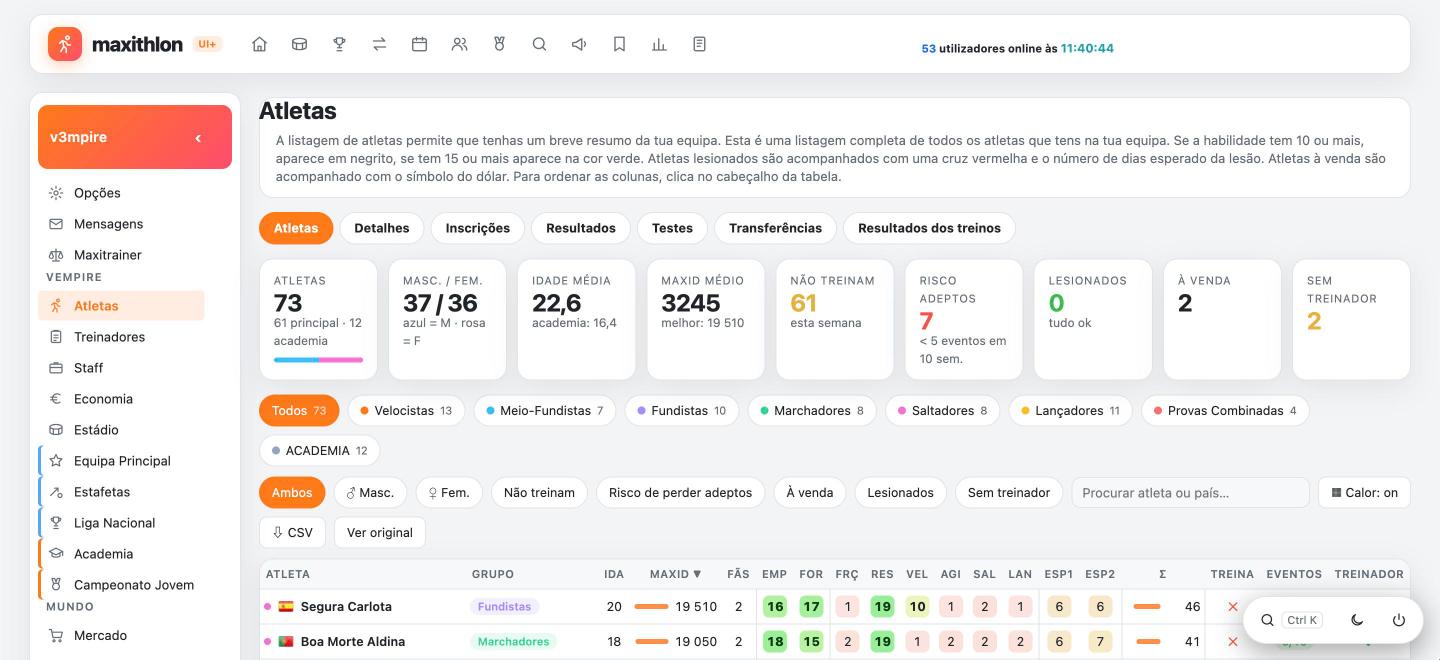 maxithlon UI+
53 utilizadores online às 11:40:44
v3mpire ‹
Opções
Mensagens
Maxitrainer
VEMPIRE
Atletas
Treinadores
Staff
Economia
Estádio
Equipa Principal
Estafetas
Liga Nacional
Academia
Campeonato Jovem
MUNDO
Mercado
Atletas
A listagem de atletas permite que tenhas um breve resumo da tua equipa. Esta é uma listagem completa de todos os atletas que tens na tua equipa. Se a habilidade tem 10 ou mais,
aparece em negrito, se tem 15 ou mais aparece na cor verde. Atletas lesionados são acompanhados com uma cruz vermelha e o número de dias esperado da lesão. Atletas à venda são
acompanhado com o símbolo do dólar. Para ordenar as colunas, clica no cabeçalho da tabela.
Atletas Detalhes Inscrições Resultados Testes Transferências Resultados dos treinos
ATLETAS
73
61 principal · 12
academia
MASC. / FEM.
37 / 36
azul = M · rosa
= F
IDADE MÉDIA
22,6
academia: 16,4
MAXID MÉDIO
3245
melhor: 19 510
NÃO TREINAM
61
esta semana
RISCO
ADEPTOS
7
< 5 eventos em
10 sem.
LESIONADOS
0
tudo ok
À VENDA
2
SEM
TREINADOR
2
Todos 73 Velocistas 13 Meio-Fundistas 7 Fundistas 10 Marchadores 8 Saltadores 8 Lançadores 11 Provas Combinadas 4
ACADEMIA 12
Ambos ♂ Masc. ♀ Fem. Não treinam Risco de perder adeptos À venda Lesionados Sem treinador Procurar atleta ou país… ▦ Calor: on
⇩ CSV Ver original
ATLETA GRUPO IDA MAXID ▼ FÃS EMP FOR FRÇ RES VEL AGI SAL LAN ESP1 ESP2 Σ TREINA EVENTOS TREINADOR
Segura Carlota Fundistas 20 19 510 2 16 17 1 19 10 1 2 1 6 6 46 ✕
Boa Morte Aldina Marchadores 18 19 050 2 18 15 2 19 1 2 2 2 6 7 41 ✕
Ctrl K